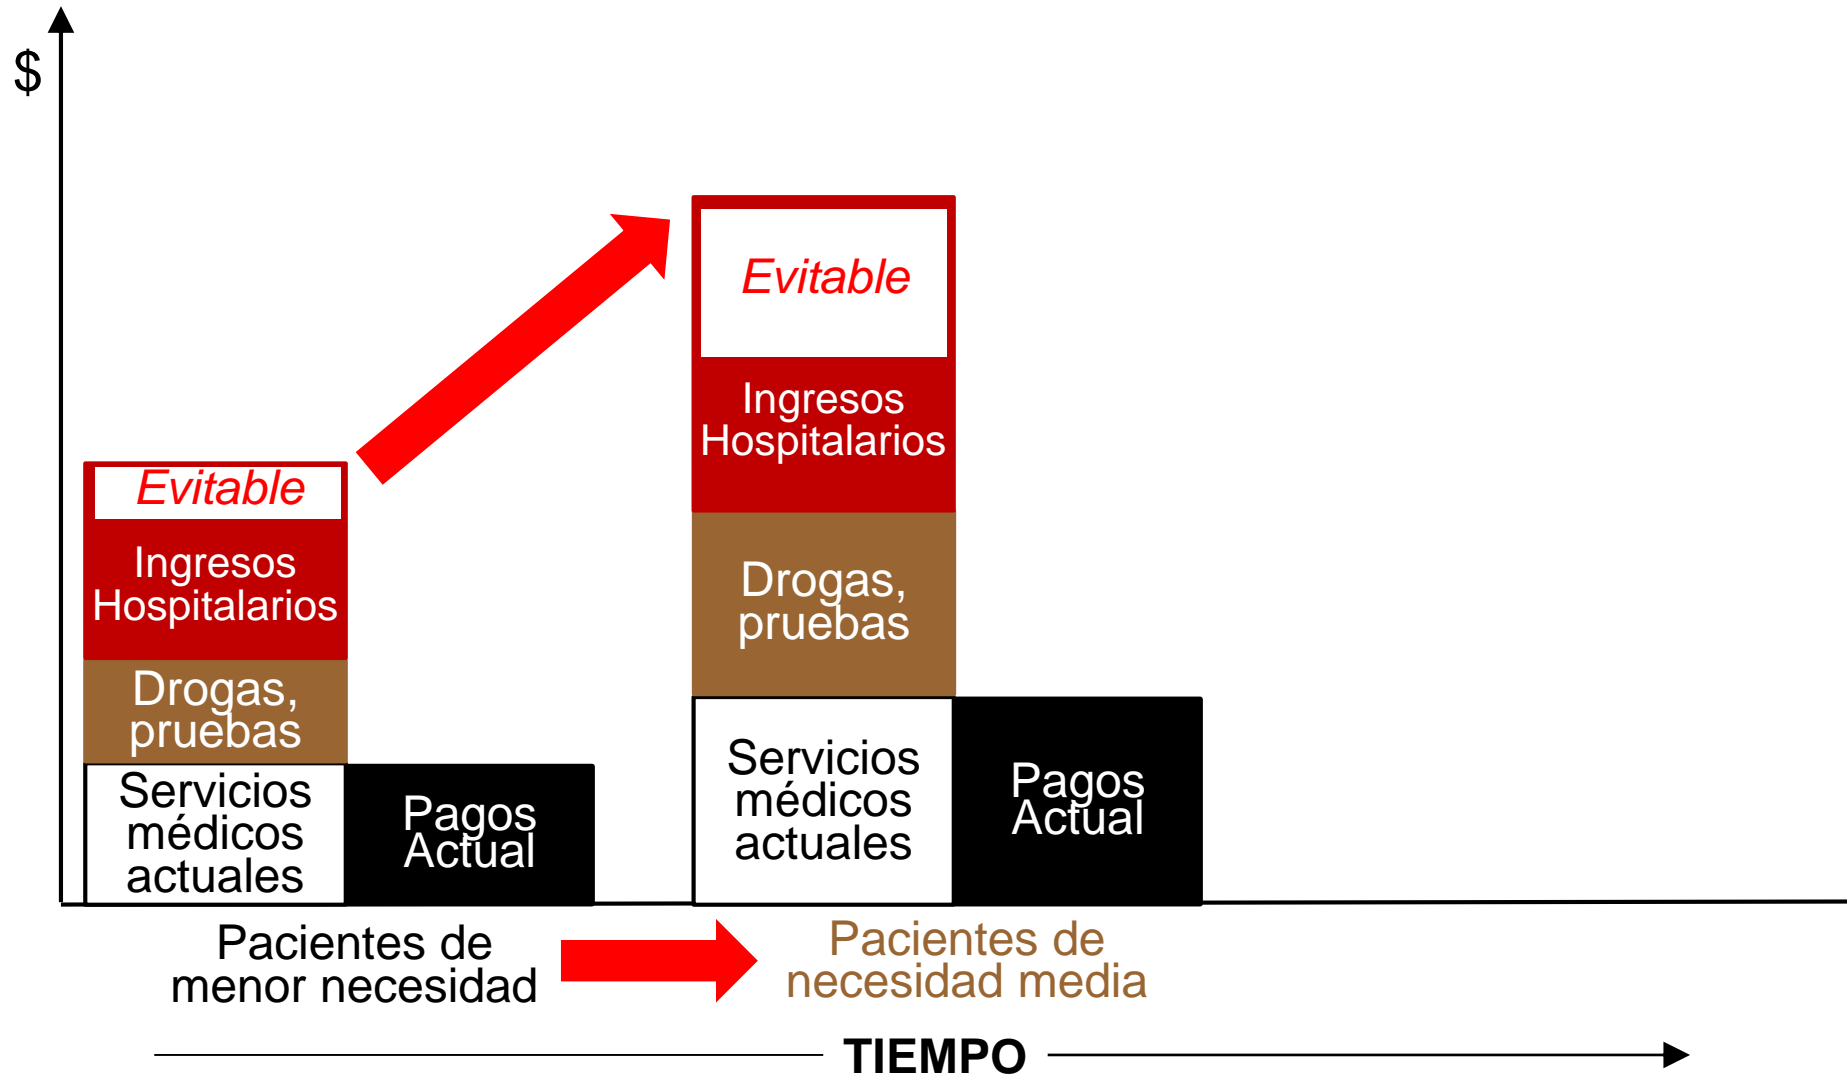 $
Evitable
Ingresos
Hospitalarios
Drogas,
pruebas
Servicios
médicos
actuales
Pagos
Actual
Evitable
Ingresos
Hospitalarios
Drogas,
pruebas
Servicios
médicos
actuales
Pagos
Actual
Pacientes de
menor necesidad
Pacientes de
necesidad media
TIEMPO